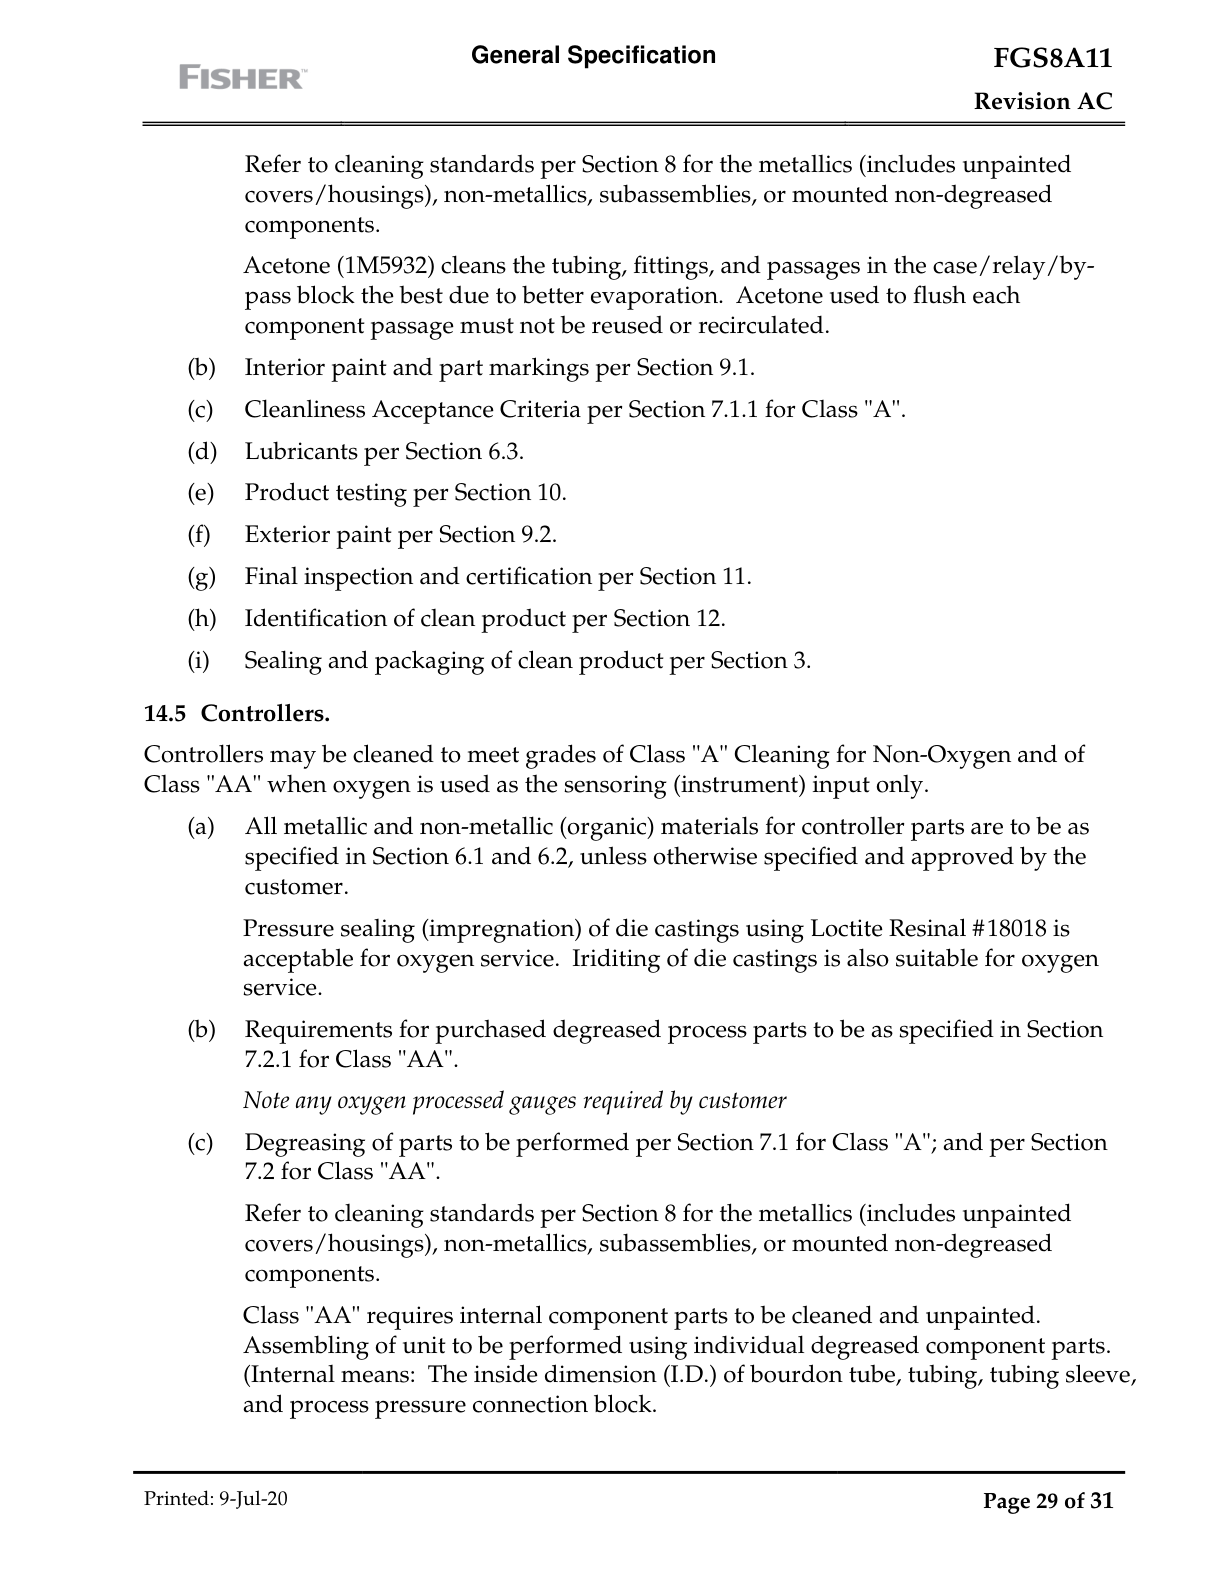 FISHER™
General Specification
FGS8A11
Revision AC
Refer to cleaning standards per Section 8 for the metallics (includes unpainted
covers/housings), non-metallics, subassemblies, or mounted non-degreased
components.
Acetone (1M5932) cleans the tubing, fittings, and passages in the case/relay/by-
pass block the best due to better evaporation.  Acetone used to flush each
component passage must not be reused or recirculated.
(b) Interior paint and part markings per Section 9.1.
(c) Cleanliness Acceptance Criteria per Section 7.1.1 for Class "A".
(d) Lubricants per Section 6.3.
(e) Product testing per Section 10.
(f) Exterior paint per Section 9.2.
(g) Final inspection and certification per Section 11.
(h) Identification of clean product per Section 12.
(i) Sealing and packaging of clean product per Section 3.
14.5 Controllers.
Controllers may be cleaned to meet grades of Class "A" Cleaning for Non-Oxygen and of
Class "AA" when oxygen is used as the sensoring (instrument) input only.
(a) All metallic and non-metallic (organic) materials for controller parts are to be as
specified in Section 6.1 and 6.2, unless otherwise specified and approved by the
customer.
Pressure sealing (impregnation) of die castings using Loctite Resinal #18018 is
acceptable for oxygen service.  Iriditing of die castings is also suitable for oxygen
service.
(b) Requirements for purchased degreased process parts to be as specified in Section
7.2.1 for Class "AA".
Note any oxygen processed gauges required by customer
(c) Degreasing of parts to be performed per Section 7.1 for Class "A"; and per Section
7.2 for Class "AA".
Refer to cleaning standards per Section 8 for the metallics (includes unpainted
covers/housings), non-metallics, subassemblies, or mounted non-degreased
components.
Class "AA" requires internal component parts to be cleaned and unpainted.
Assembling of unit to be performed using individual degreased component parts.
(Internal means:  The inside dimension (I.D.) of bourdon tube, tubing, tubing sleeve,
and process pressure connection block.
Printed: 9-Jul-20
Page 29 of 31